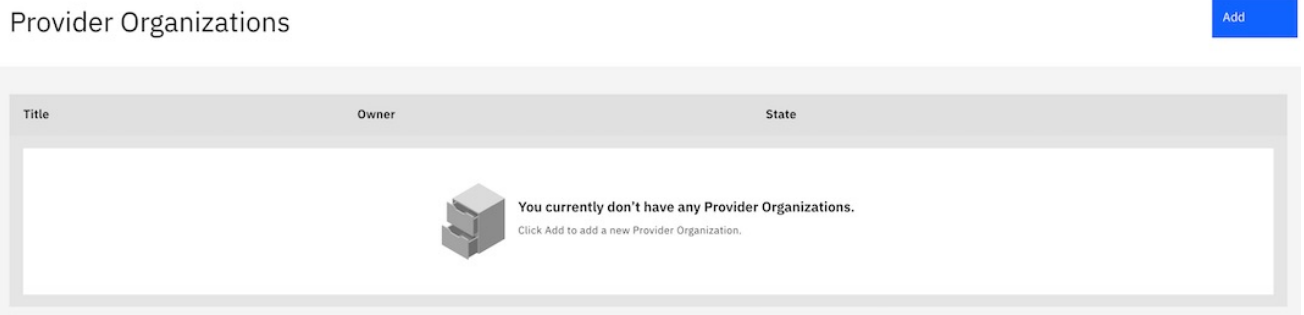 Provider Organizations
Add
Title Owner State
You currently don't have any Provider Organizations.
Click Add to add a new Provider Organization.